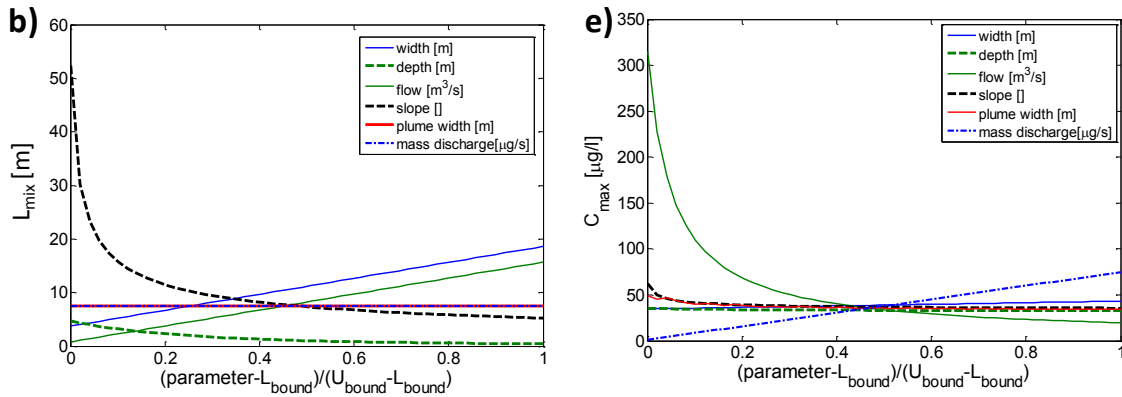 b)
60
50
40
30
20
10
0
L_mix [m]
width [m]
depth [m]
flow [m³/s]
slope []
plume width [m]
mass discharge[µg/s]
0 0.2 0.4 0.6 0.8 1
(parameter-L_bound)/(U_bound-L_bound)
e)
350
300
250
200
150
100
50
0
C_max [µg/l]
width [m]
depth [m]
flow [m³/s]
slope []
plume width [m]
mass discharge[µg/s]
0 0.2 0.4 0.6 0.8 1
(parameter-L_bound)/(U_bound-L_bound)